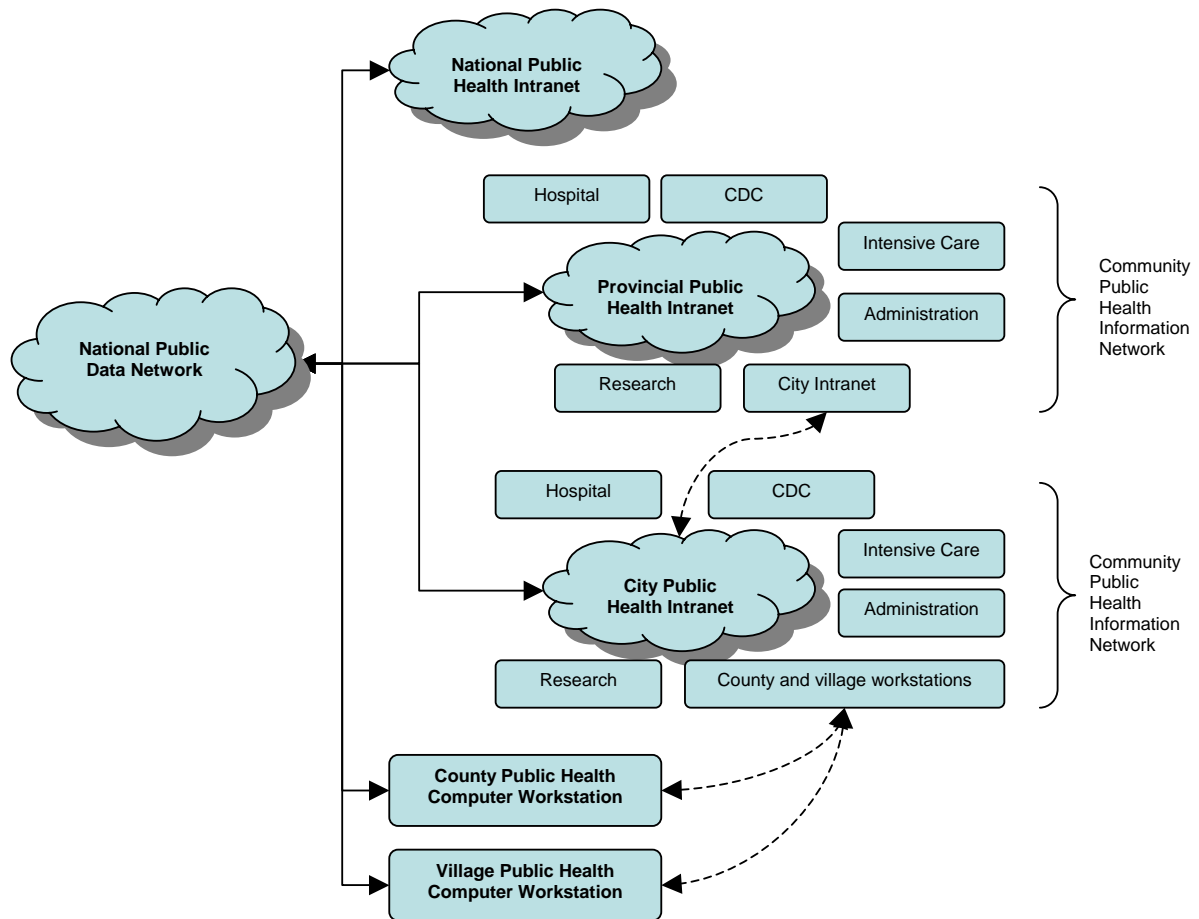 National Public
Health Intranet
Hospital
CDC
Intensive Care
Provincial Public
Health Intranet
Administration
Community
Public
Health
Information
Network
National Public
Data Network
Research
City Intranet
Hospital
CDC
Intensive Care
City Public
Health Intranet
Administration
Community
Public
Health
Information
Network
Research
County and village workstations
County Public Health
Computer Workstation
Village Public Health
Computer Workstation